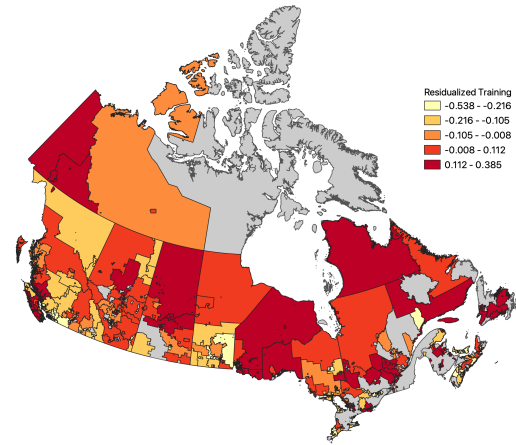 Residualized Training
-0.538 - -0.216
-0.216 - -0.105
-0.105 - -0.008
-0.008 - 0.112
0.112 - 0.385